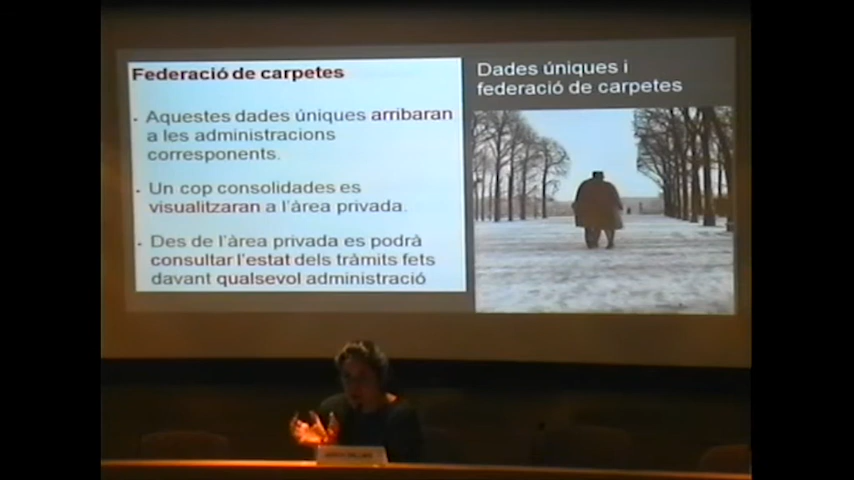 Federació de carpetes
Aquestes dades úniques arribaran
a les administracions
corresponents.
Un cop consolidades es
visualitzaran a l'àrea privada.
Des de l'àrea privada es podrà
consultar l'estat dels tràmits fets
davant qualsevol administració
Dades úniques i
federació de carpetes